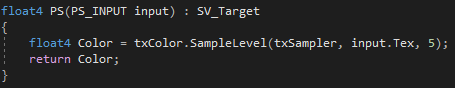 float4 PS(PS_INPUT input) : SV_Target
{
    float4 Color = txColor.SampleLevel(txSampler, input.Tex, 5);
    return Color;
}